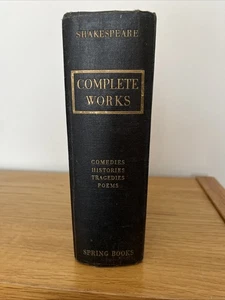 SHAKESPEARE
COMPLETE
WORKS
COMEDIES
HISTORIES
TRAGEDIES
POEMS
SPRING BOOKS